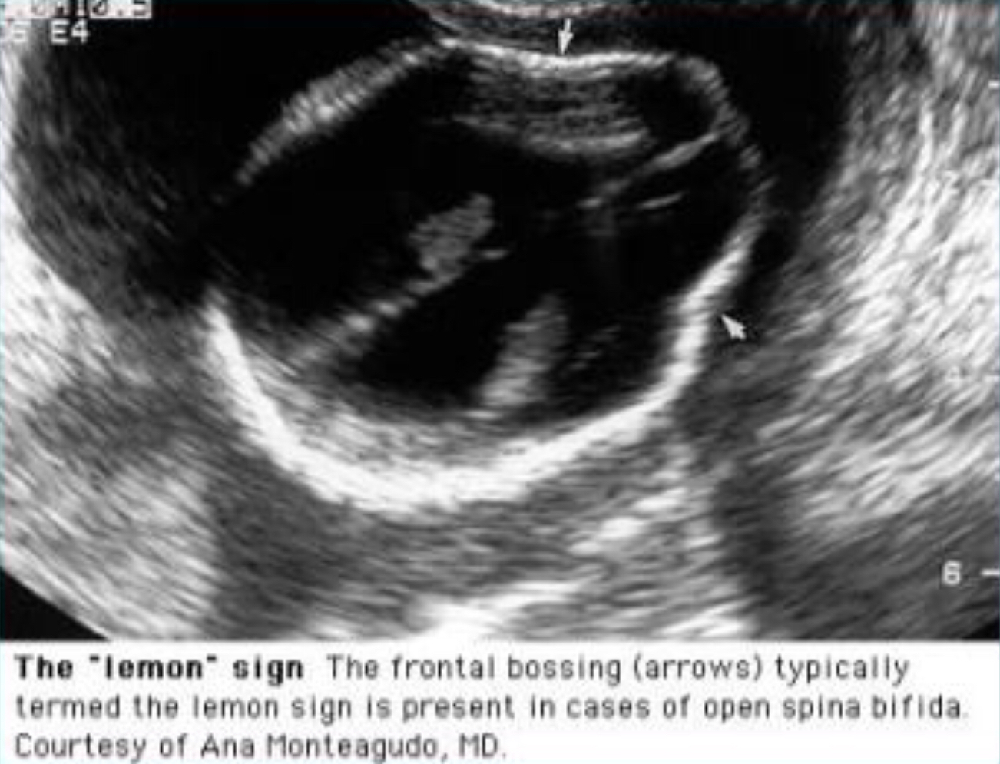 E4
6
The "lemon" sign The frontal bossing (arrows) typically
termed the lemon sign is present in cases of open spina bifida.
Courtesy of Ana Monteagudo, MD.